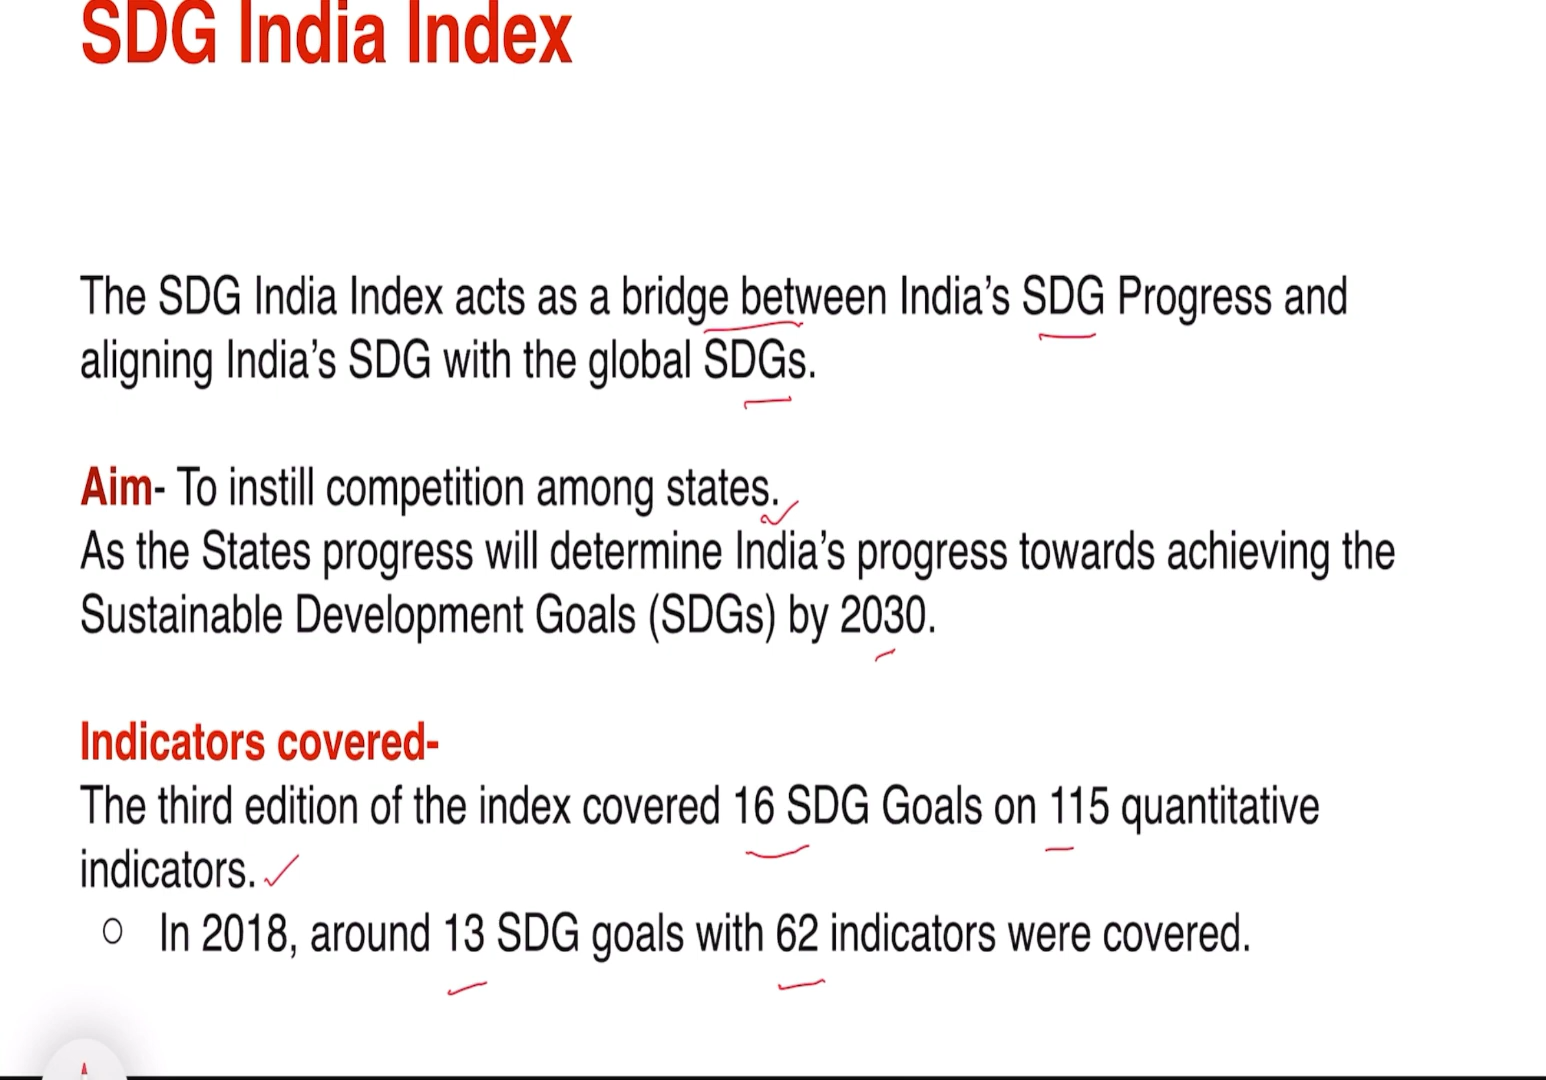 SDG India Index
The SDG India Index acts as a bridge between India’s SDG Progress and
aligning India’s SDG with the global SDGs.
Aim- To instill competition among states.
As the States progress will determine India’s progress towards achieving the
Sustainable Development Goals (SDGs) by 2030.
Indicators covered-
The third edition of the index covered 16 SDG Goals on 115 quantitative
indicators.
○ In 2018, around 13 SDG goals with 62 indicators were covered.